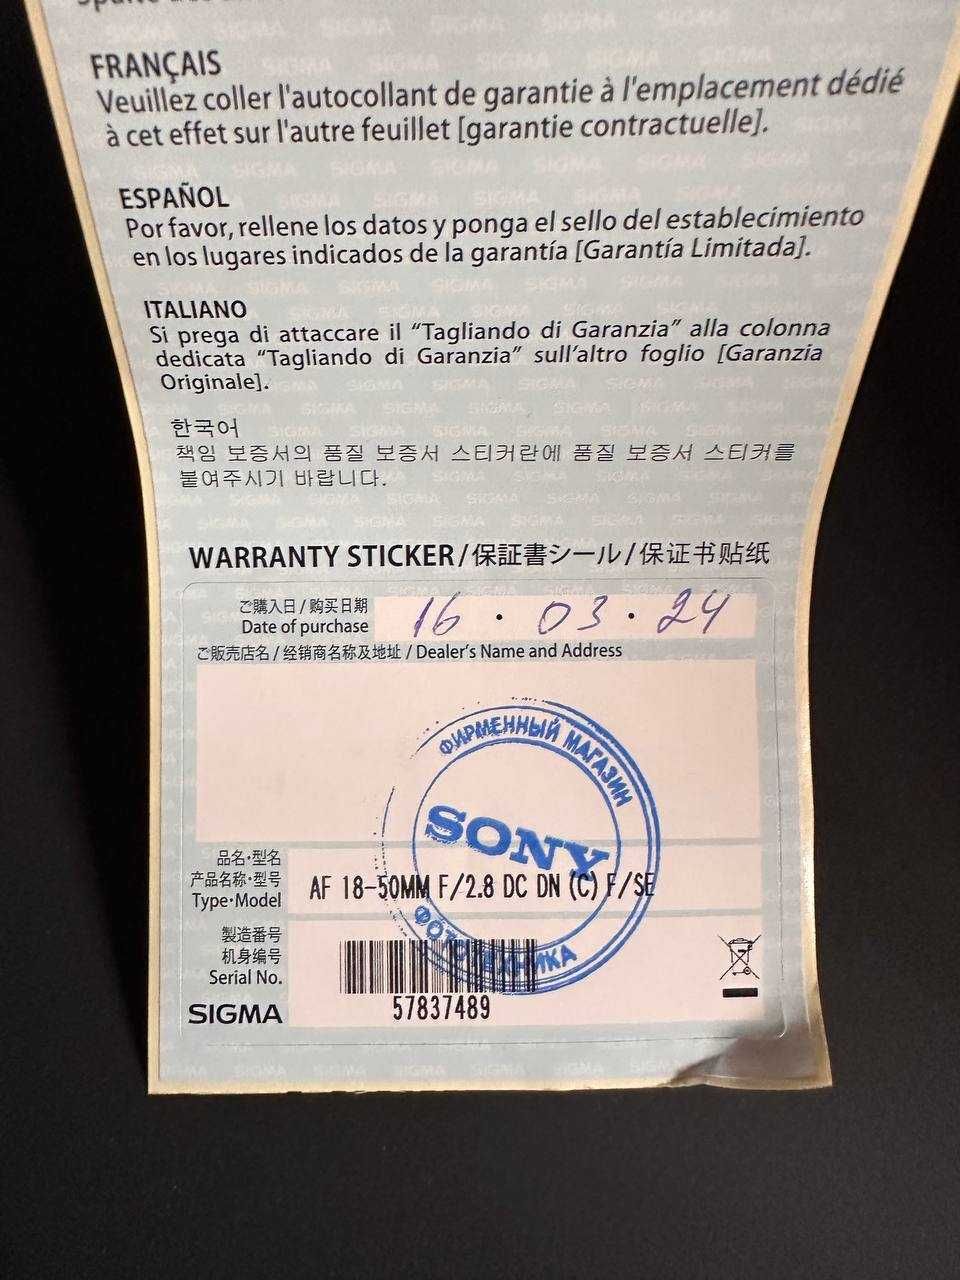 FRANÇAIS
Veuillez coller l'autocollant de garantie à l'emplacement dédié
à cet effet sur l'autre feuillet [garantie contractuelle].
ESPAÑOL
Por favor, rellene los datos y ponga el sello del establecimiento
en los lugares indicados de la garantía [Garantía Limitada].
ITALIANO
Si prega di attaccare il “Tagliando di Garanzia” alla colonna
dedicata “Tagliando di Garanzia” sull’altro foglio [Garanzia
Originale].
한국어
책임 보증서의 품질 보증서 스티커란에 품질 보증서 스티커를
붙여주시기 바랍니다.
WARRANTY STICKER/保証書シール/保证书贴纸
ご購入日/购买日期
Date of purchase
16 · 03 · 24
ご販売店名/经销商名称及地址/Dealer's Name and Address
ФИРМЕННЫЙ МАГАЗИН
SONY
ФОТОТЕХНИКА
品名·型名
产品名称·型号
Type·Model
AF 18-50MM F/2.8 DC DN (C) F/SE
製造番号
机身编号
Serial No.
57837489
SIGMA